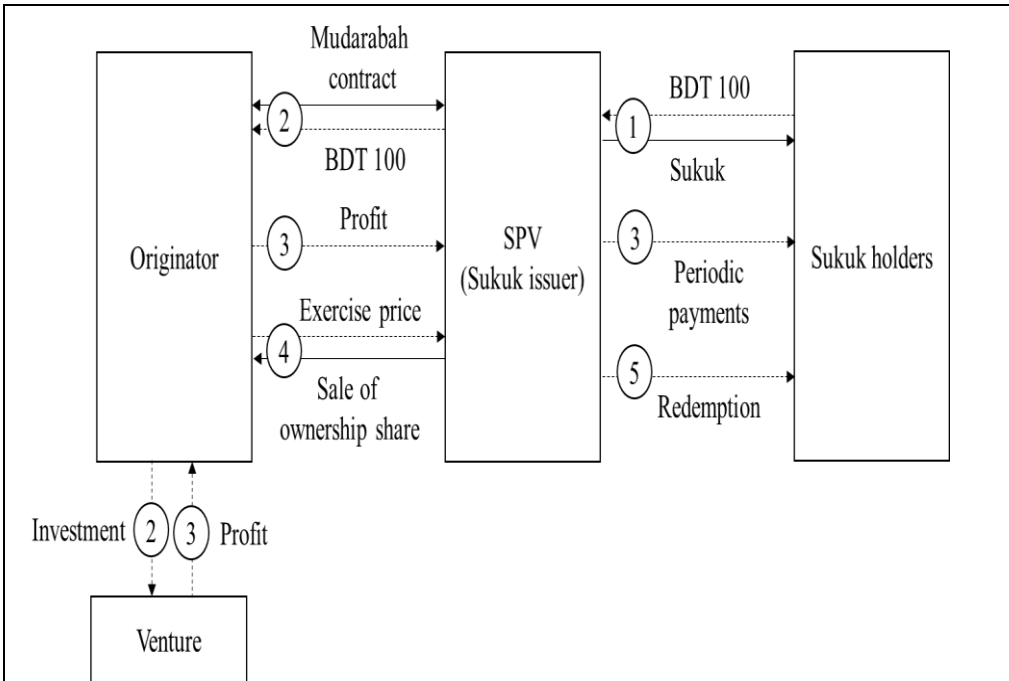 Mudarabah
contract
2
BDT 100
BDT 100
1
Sukuk
Originator
3
Profit
SPV
(Sukuk issuer)
3
Periodic
payments
Sukuk holders
Exercise price
4
Sale of
ownership share
5
Redemption
Investment
2
3
Profit
Venture